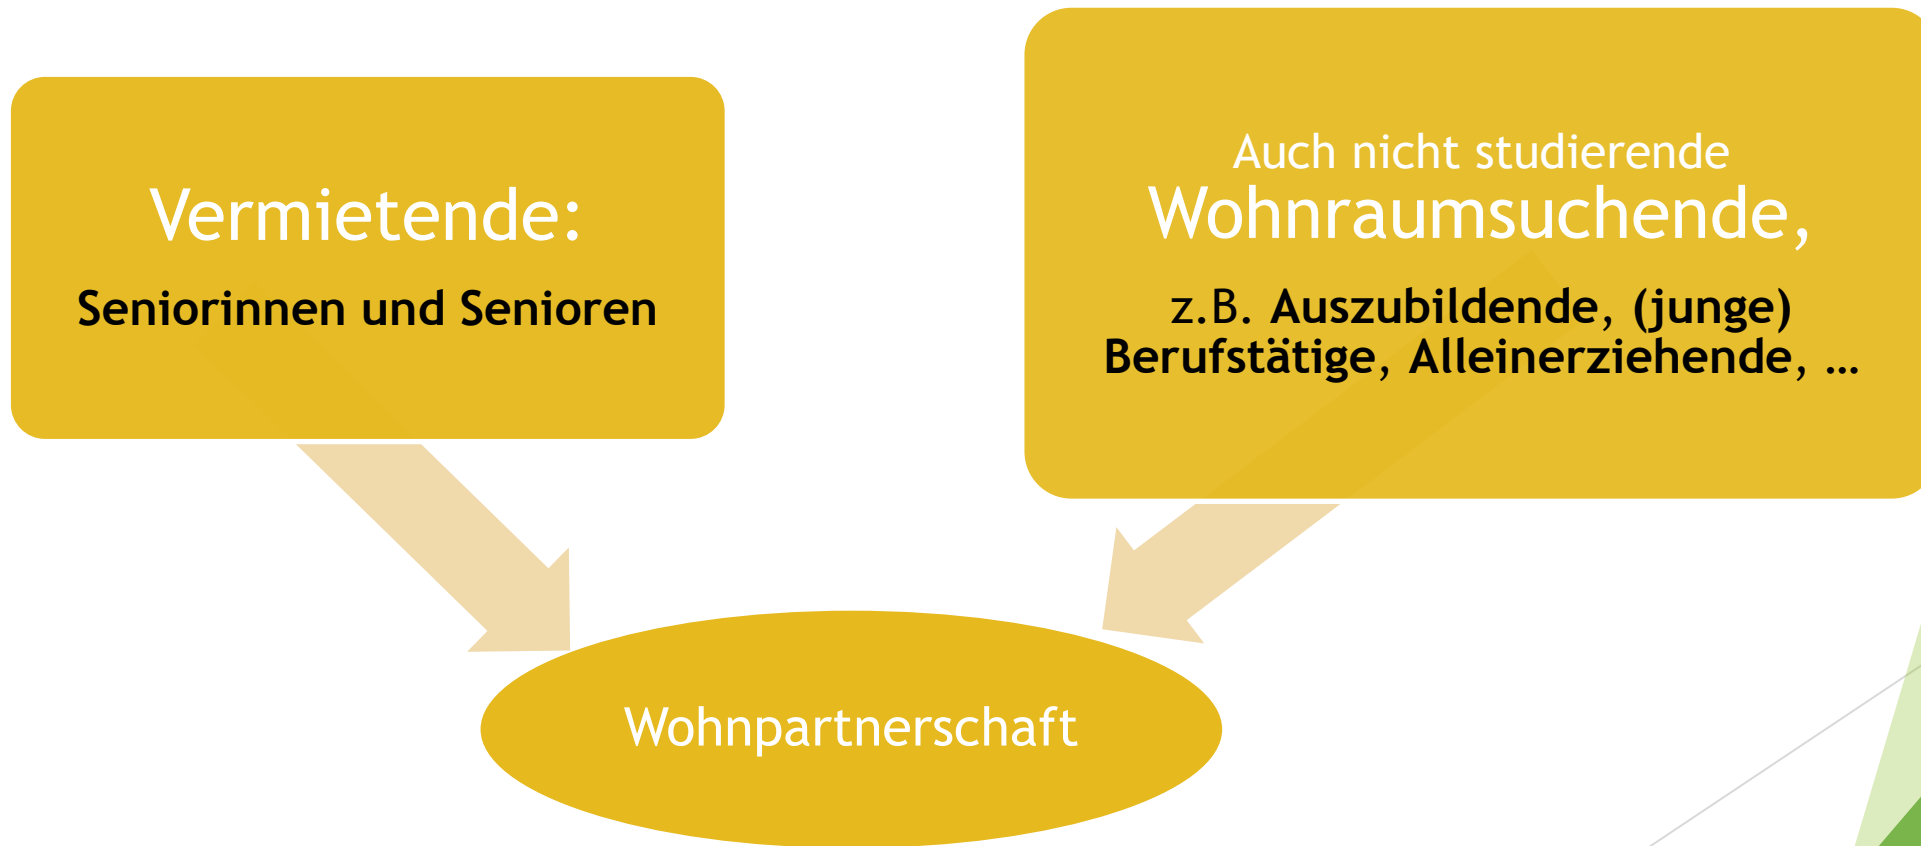 Vermietende:
Seniorinnen und Senioren
Auch nicht studierende
Wohnraumsuchende,
z.B. Auszubildende, (junge)
Berufstätige, Alleinerziehende, …
Wohnpartnerschaft